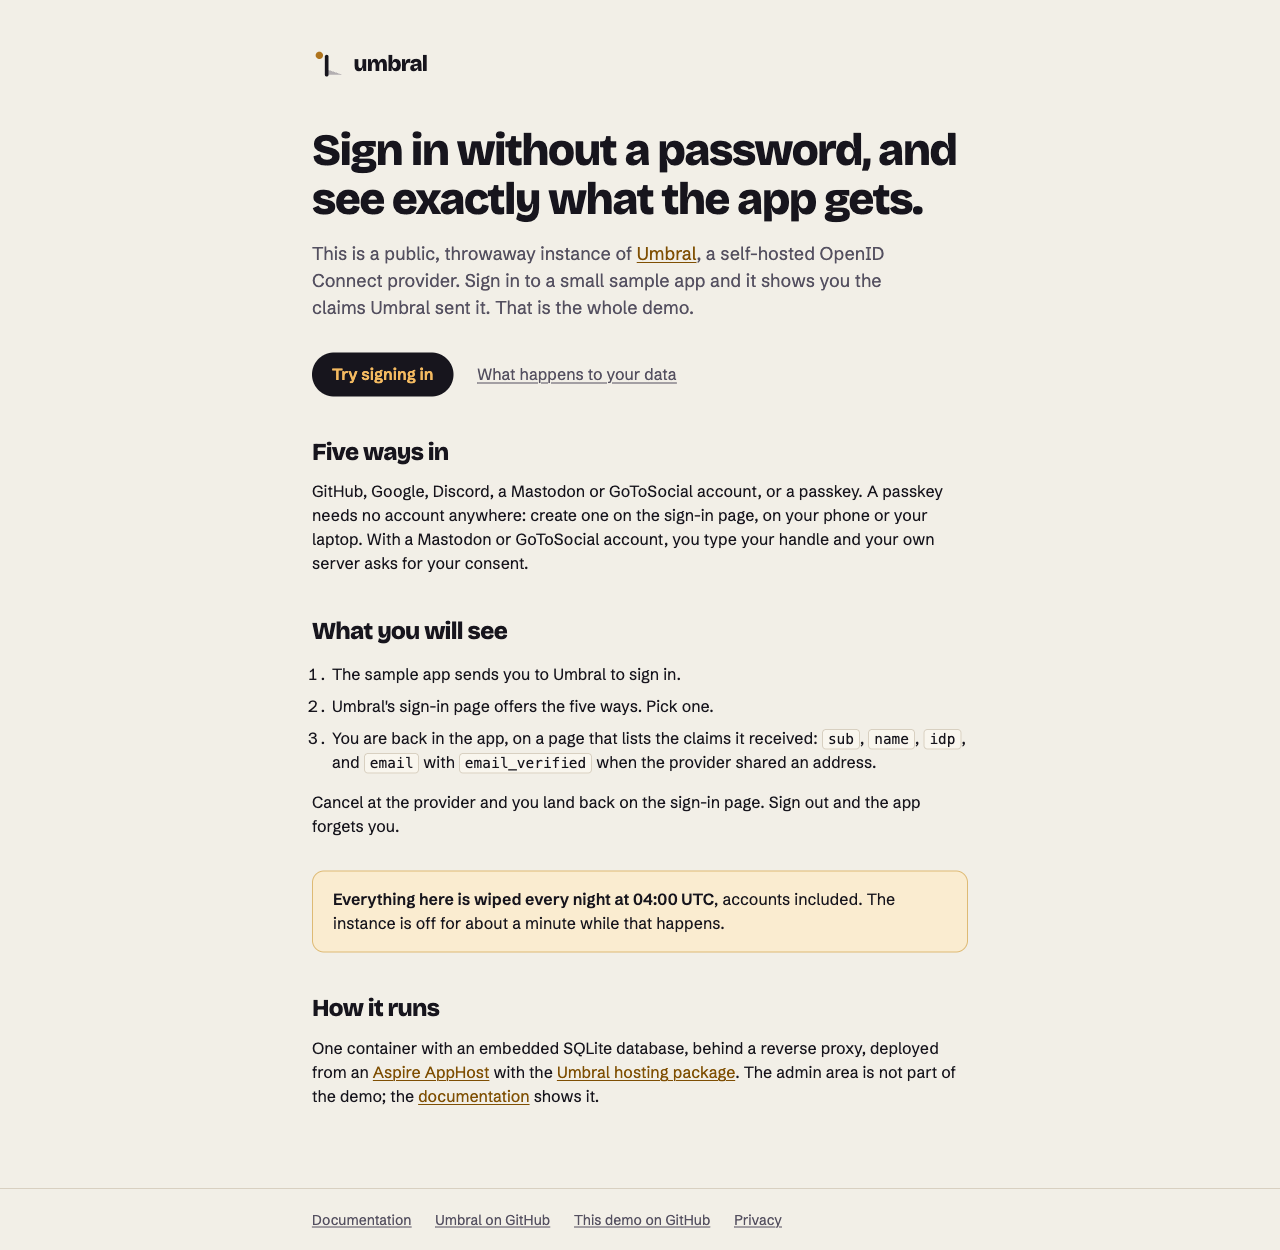 umbral
Sign in without a password, and
see exactly what the app gets.
This is a public, throwaway instance of Umbral, a self-hosted OpenID
Connect provider. Sign in to a small sample app and it shows you the
claims Umbral sent it. That is the whole demo.
Try signing in What happens to your data
Five ways in
GitHub, Google, Discord, a Mastodon or GoToSocial account, or a passkey. A passkey
needs no account anywhere: create one on the sign-in page, on your phone or your
laptop. With a Mastodon or GoToSocial account, you type your handle and your own
server asks for your consent.
What you will see
1. The sample app sends you to Umbral to sign in.
2. Umbral's sign-in page offers the five ways. Pick one.
3. You are back in the app, on a page that lists the claims it received: sub, name, idp,
and email with email_verified when the provider shared an address.
Cancel at the provider and you land back on the sign-in page. Sign out and the app
forgets you.
Everything here is wiped every night at 04:00 UTC, accounts included. The
instance is off for about a minute while that happens.
How it runs
One container with an embedded SQLite database, behind a reverse proxy, deployed
from an Aspire AppHost with the Umbral hosting package. The admin area is not part of
the demo; the documentation shows it.
Documentation Umbral on GitHub This demo on GitHub Privacy